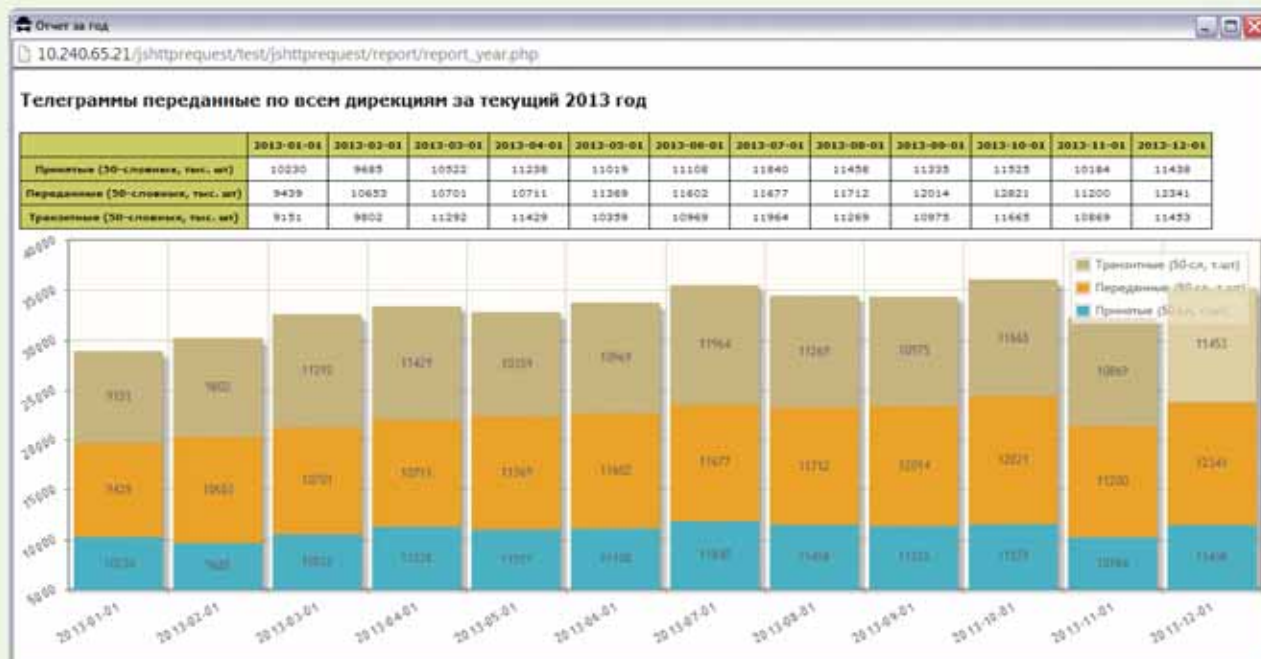 Отчет за год
10.240.65.21/jshttprequest/test/jshttprequest/report/report_year.php
Телеграммы переданные по всем дирекциям за текущий 2013 год
2013-01-01 2013-02-01 2013-03-01 2013-04-01 2013-05-01 2013-06-01 2013-07-01 2013-08-01 2013-09-01 2013-10-01 2013-11-01 2013-12-01
Принятые (50-словных, тыс. шт) 10230 9685 10522 11238 11019 11108 11840 11458 11335 11525 10184 11438
Переданные (50-словных, тыс. шт) 9439 10653 10701 10711 11369 11602 11677 11712 12014 12821 11200 12341
Транзитные (50-словных, тыс. шт) 9151 9802 11292 11429 10359 10969 11964 11269 10975 11665 10869 11453
40000
Транзитные (50-сл, т.шт)
35000
Переданные (50-сл, т.шт)
Принятые
30000
11964 11269 10975 11665 11453
11292 11429 10359 10969 10869
9151 9802
25000
20000
11677 11712 12014 12821 12341
10701 10711 11369 11602 11200
15000
10000
11458 10184 11438
5000
2013-01-01 2013-02-01 2013-03-01 2013-04-01 2013-05-01 2013-06-01 2013-07-01 2013-08-01 2013-09-01 2013-10-01 2013-11-01 2013-12-01